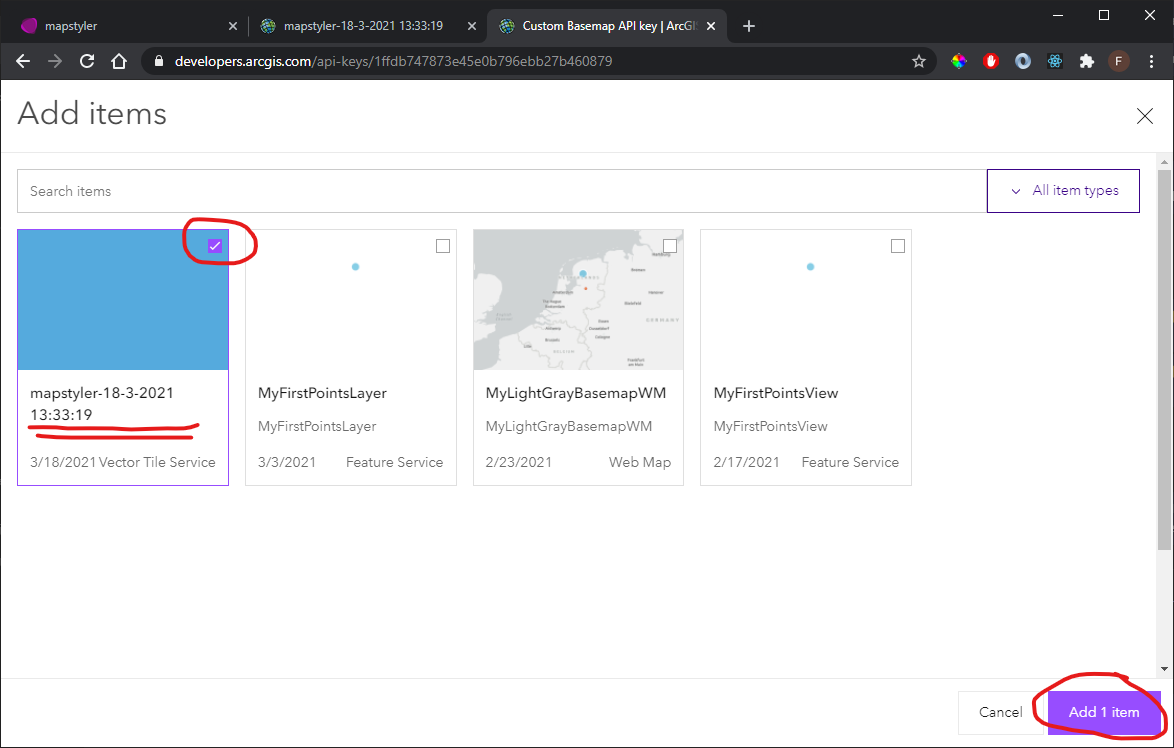 mapstyler
mapstyler-18-3-2021 13:33:19
Custom Basemap API key | ArcGI
developers.arcgis.com/api-keys/1ffdb747873e45e0b796ebb27b460879
F
Add items
Search items
All item types
mapstyler-18-3-2021
13:33:19
3/18/2021 Vector Tile Service
MyFirstPointsLayer
MyFirstPointsLayer
3/3/2021 Feature Service
GERMANY
BELGIUM
MyLightGrayBasemapWM
MyLightGrayBasemapWM
2/23/2021 Web Map
MyFirstPointsView
MyFirstPointsView
2/17/2021 Feature Service
Cancel
Add 1 item